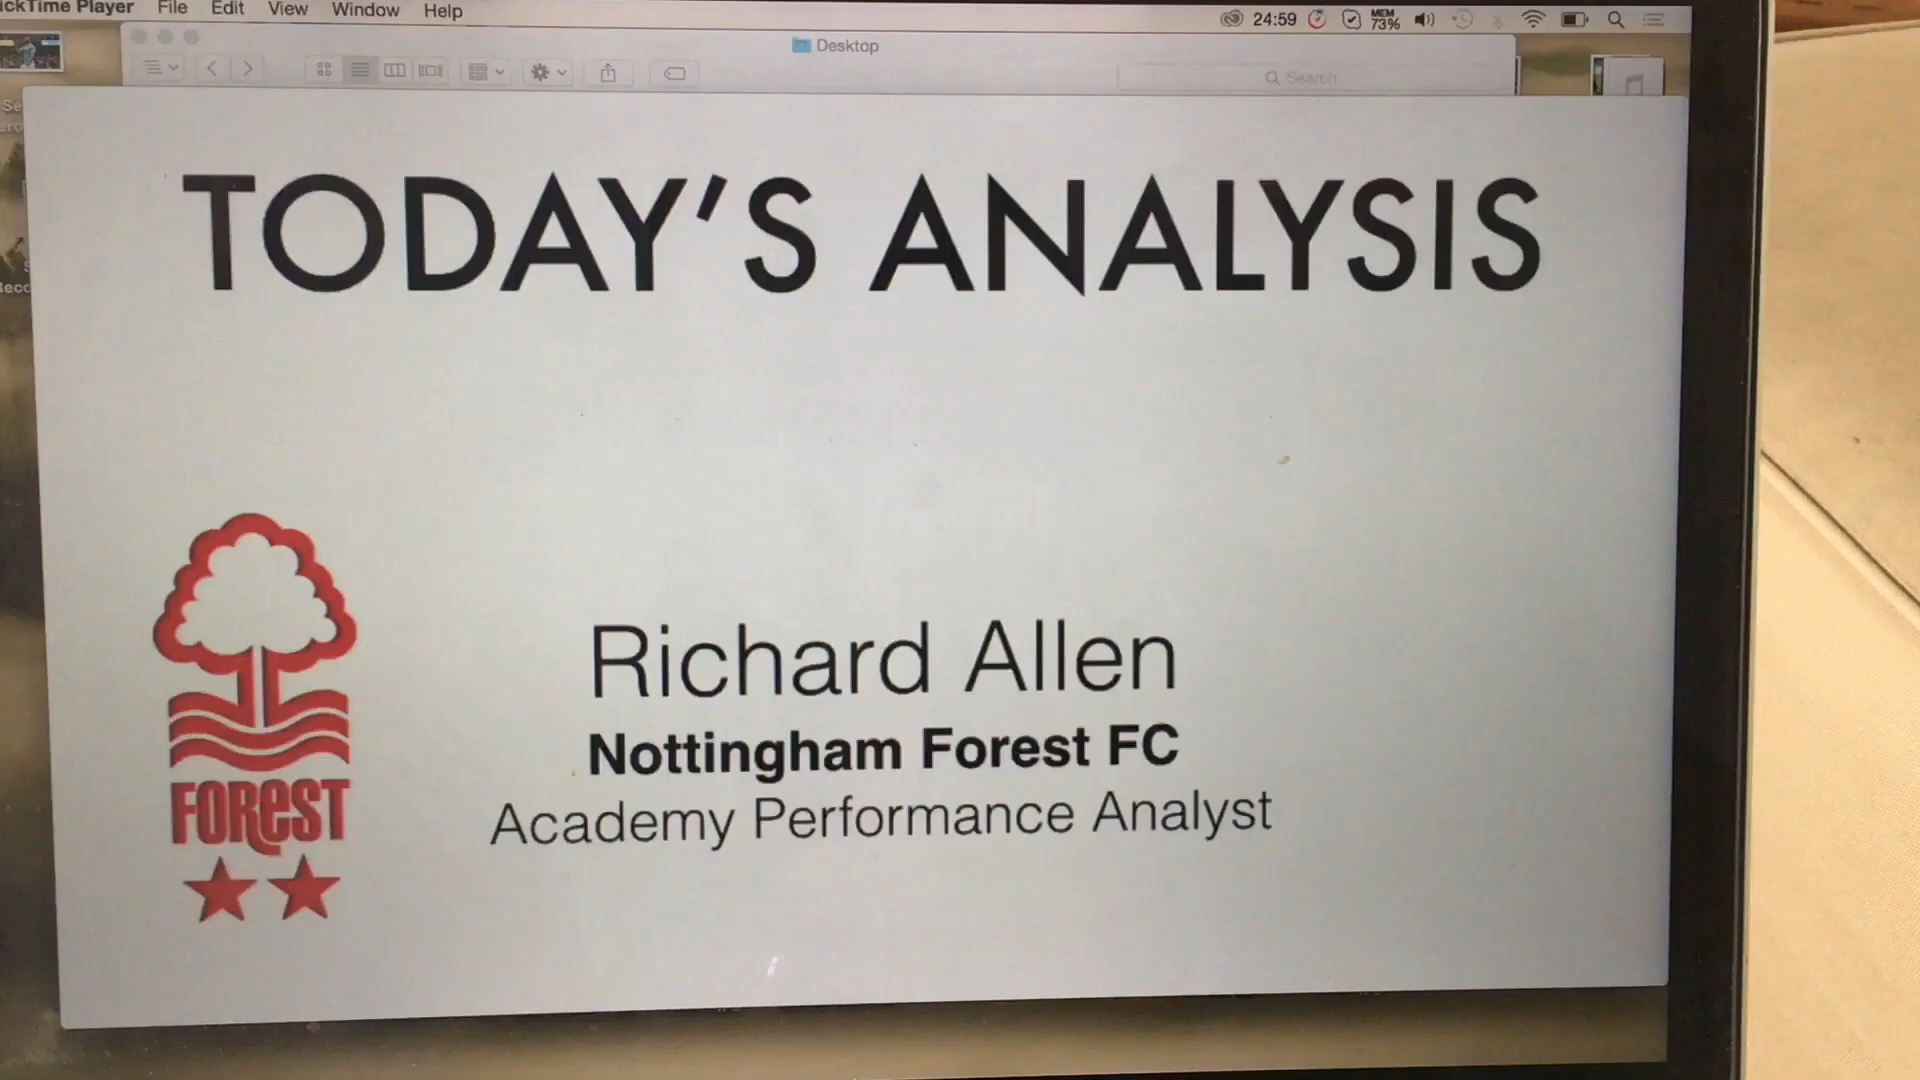 File Edit View Window Help
24:59
MEM
73%
Player
Desktop
Search
TODAY'S ANALYSIS
Richard Allen
Nottingham Forest FC
Academy Performance Analyst
FOREST